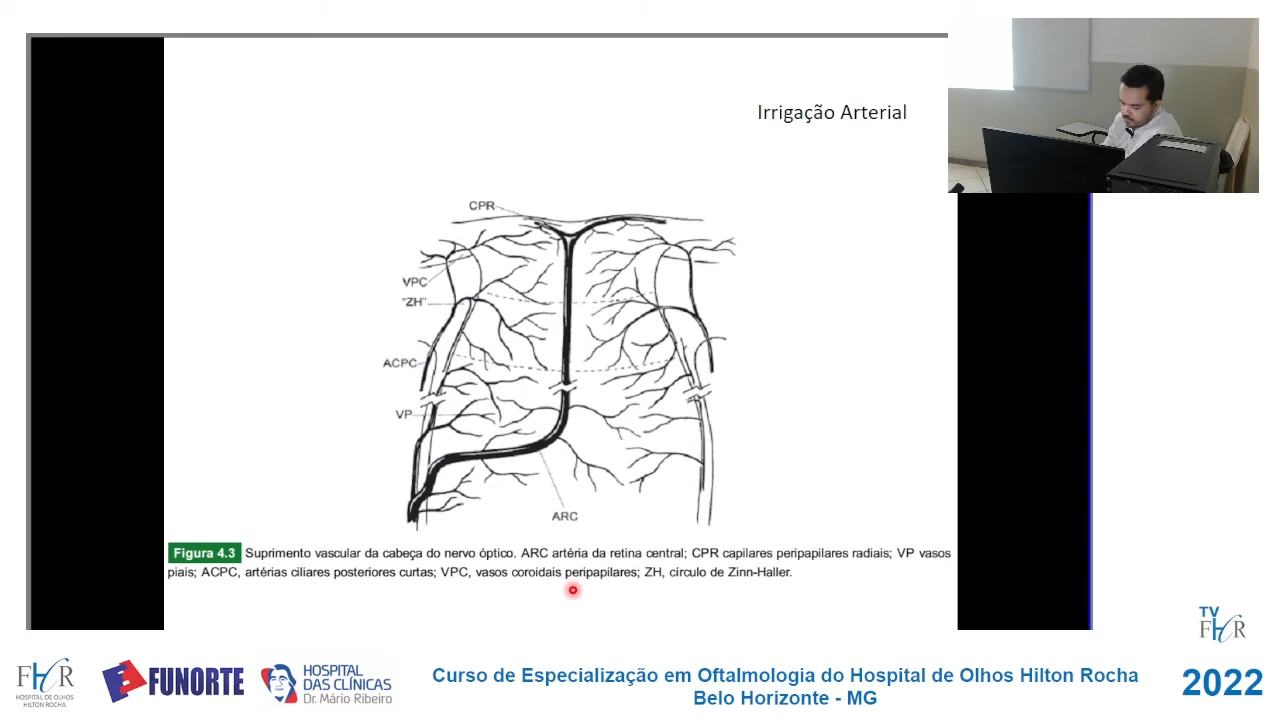 Irrigação Arterial
CPR
VPC
"ZH"
ACPC
VP
ARC
Figura 4.3 Suprimento vascular da cabeça do nervo óptico. ARC artéria da retina central; CPR capilares peripapilares radiais; VP vasos
piais; ACPC, artérias ciliares posteriores curtas; VPC, vasos coroidais peripapilares; ZH, círculo de Zinn-Haller.
TV
FHR
FHR
HOSPITAL DE OLHOS
HILTON ROCHA
FUNORTE
HOSPITAL
DAS CLÍNICAS
Dr. Mário Ribeiro
Curso de Especialização em Oftalmologia do Hospital de Olhos Hilton Rocha
Belo Horizonte - MG
2022